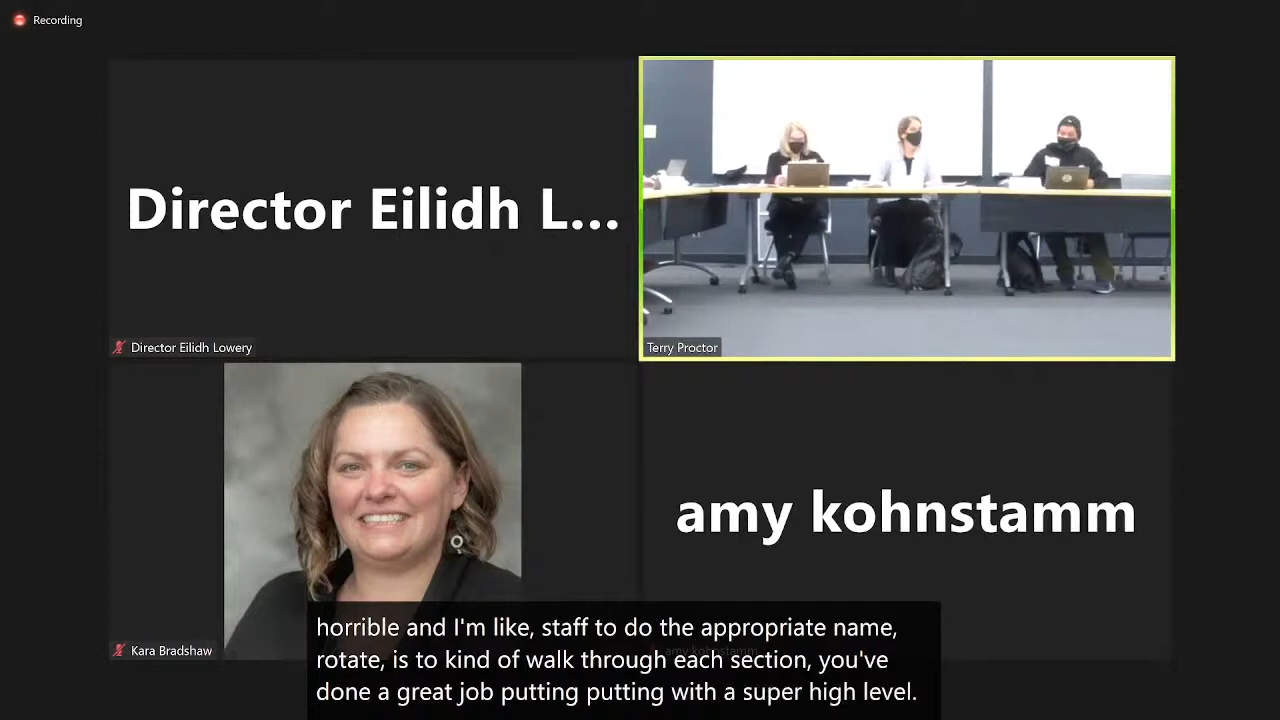 Recording
Director Eilidh L...
Director Eilidh Lowery
Terry Proctor
amy kohnstamm
Kara Bradshaw
amy kohnstamm
horrible and I'm like, staff to do the appropriate name,
rotate, is to kind of walk through each section, you've
done a great job putting putting with a super high level.